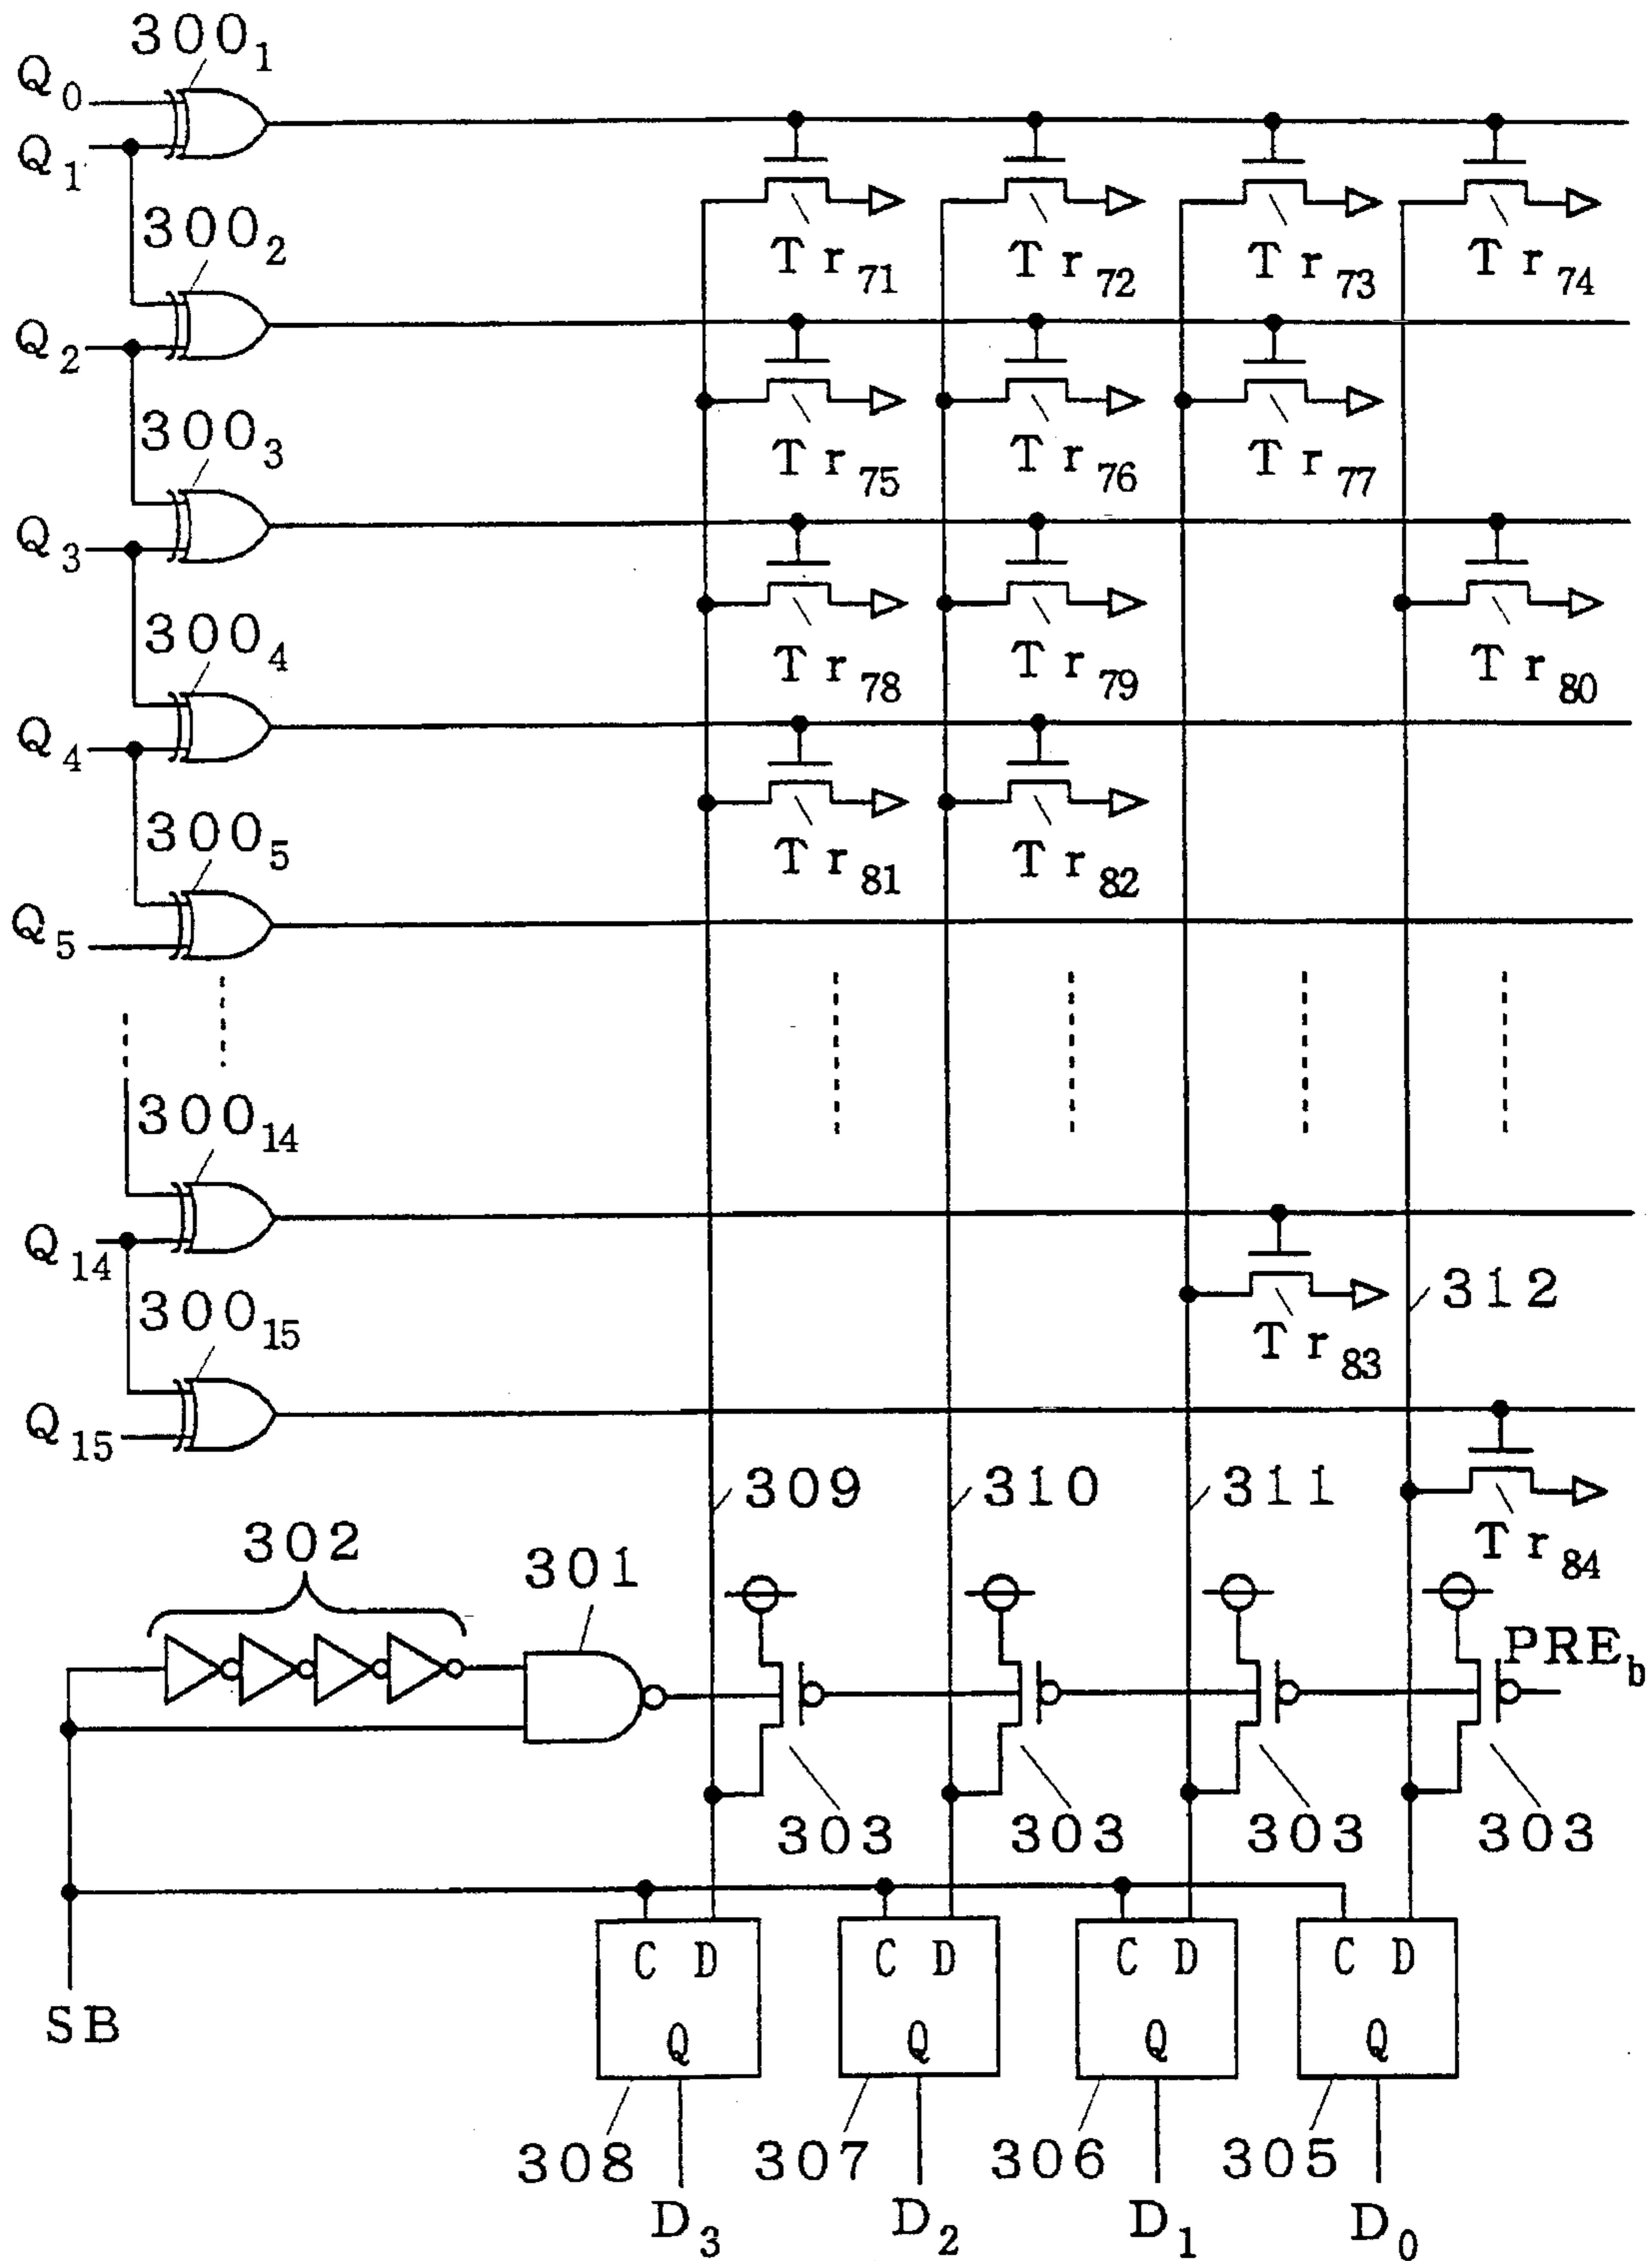 300₁
Q₀
Q₁
Tr₇₁ Tr₇₂ Tr₇₃ Tr₇₄
300₂
Q₂
Tr₇₅ Tr₇₆ Tr₇₇
300₃
Q₃
Tr₇₈ Tr₇₉ Tr₈₀
300₄
Q₄
Tr₈₁ Tr₈₂
300₅
Q₅
300₁₄
Q₁₄
312
Tr₈₃
300₁₅
Q₁₅
309 310 311
Tr₈₄
302 301
PRE_b
303 303 303 303
C D C D C D C D
SB
Q Q Q Q
308 307 306 305
D₃ D₂ D₁ D₀